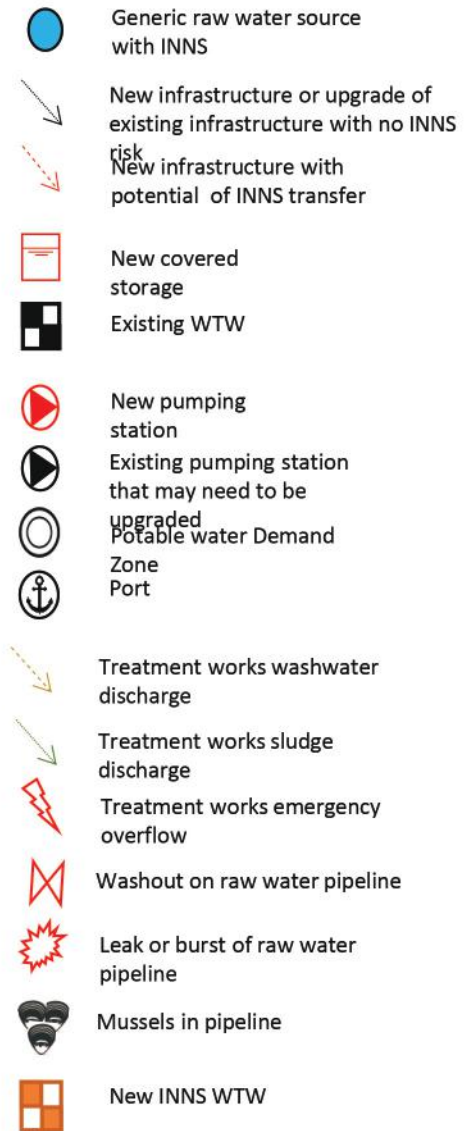 Generic raw water source
with INNS
New infrastructure or upgrade of
existing infrastructure with no INNS
risk
New infrastructure with
potential of INNS transfer
New covered
storage
Existing WTW
New pumping
station
Existing pumping station
that may need to be
upgraded
Potable water Demand
Zone
Port
Treatment works washwater
discharge
Treatment works sludge
discharge
Treatment works emergency
overflow
Washout on raw water pipeline
Leak or burst of raw water
pipeline
Mussels in pipeline
New INNS WTW